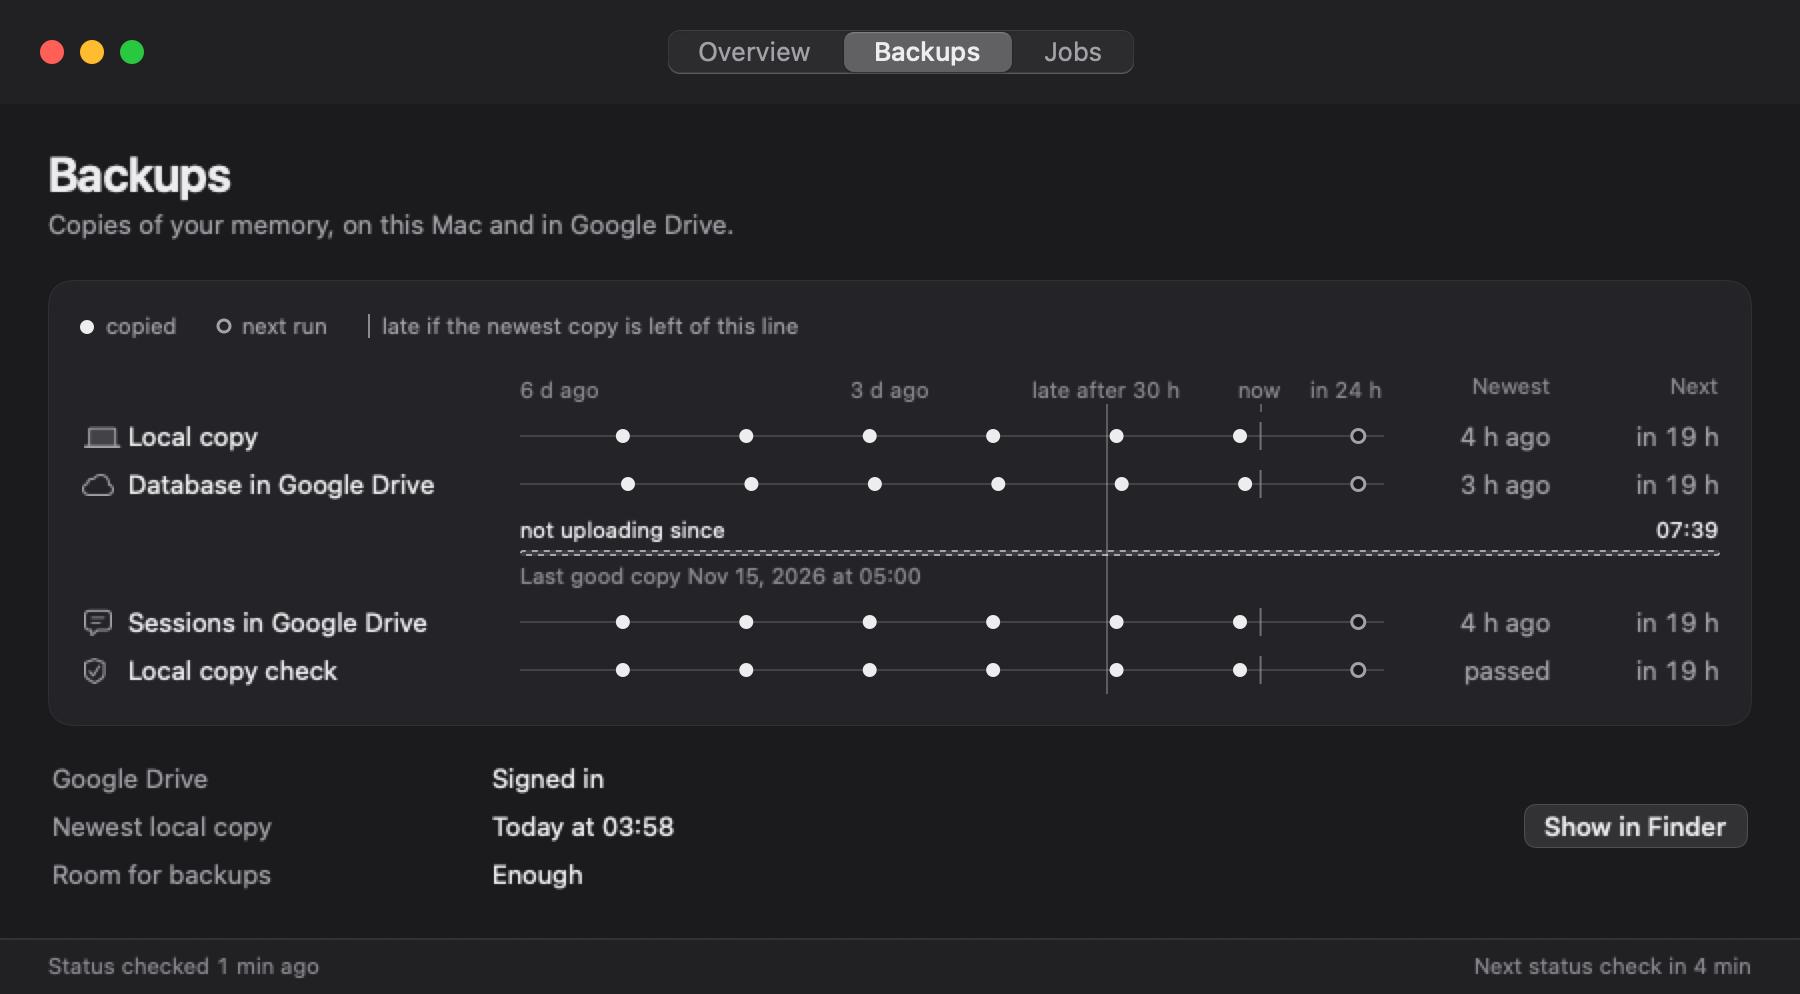 Overview Backups Jobs
Backups
Copies of your memory, on this Mac and in Google Drive.
copied next run late if the newest copy is left of this line
6 d ago 3 d ago late after 30 h now in 24 h Newest Next
Local copy 4 h ago in 19 h
Database in Google Drive 3 h ago in 19 h
not uploading since 07:39
Last good copy Nov 15, 2026 at 05:00
Sessions in Google Drive 4 h ago in 19 h
Local copy check passed in 19 h
Google Drive Signed in
Newest local copy Today at 03:58 Show in Finder
Room for backups Enough
Status checked 1 min ago Next status check in 4 min